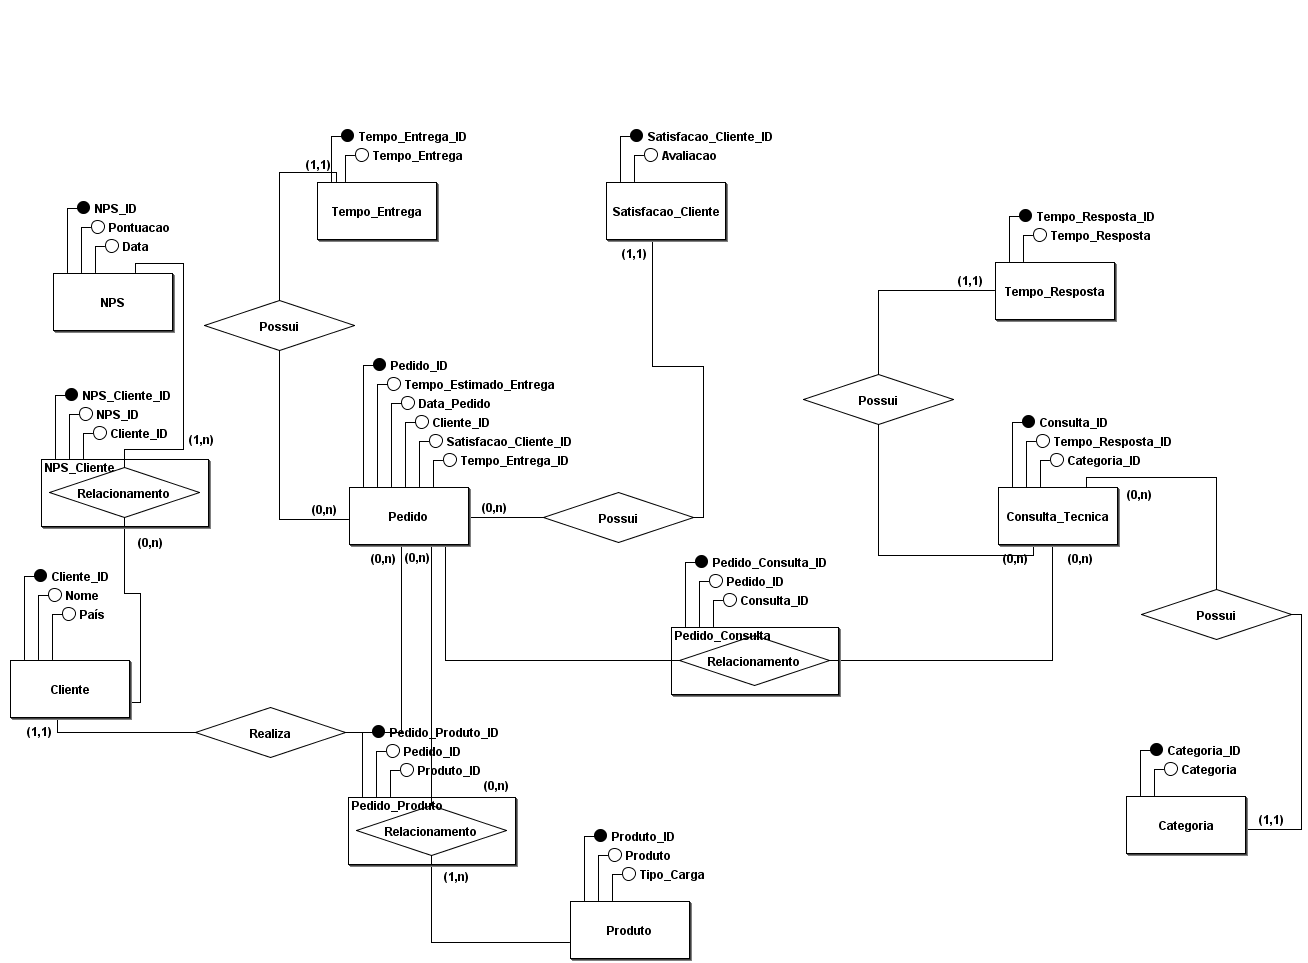 Tempo_Entrega_ID
Tempo_Entrega
(1,1)
Tempo_Entrega
Satisfacao_Cliente_ID
Avaliacao
Satisfacao_Cliente
(1,1)
NPS_ID
Pontuacao
Data
NPS
Tempo_Resposta_ID
Tempo_Resposta
(1,1)
Tempo_Resposta
Possui
Possui
Pedido_ID
Tempo_Estimado_Entrega
Data_Pedido
Cliente_ID
Satisfacao_Cliente_ID
Tempo_Entrega_ID
(0,n)
Pedido
(0,n)
(0,n)
(0,n)
Possui
NPS_Cliente_ID
NPS_ID
Cliente_ID
(1,n)
NPS_Cliente
Relacionamento
(0,n)
Consulta_ID
Tempo_Resposta_ID
Categoria_ID
(0,n)
Consulta_Tecnica
(0,n)
(0,n)
Cliente_ID
Nome
País
Cliente
(1,1)
Pedido_Consulta_ID
Pedido_ID
Consulta_ID
Pedido_Consulta
Relacionamento
Possui
Realiza
Pedido_Produto_ID
Pedido_ID
Produto_ID
(0,n)
Pedido_Produto
Relacionamento
(1,n)
Categoria_ID
Categoria
Categoria
(1,1)
Produto_ID
Produto
Tipo_Carga
Produto